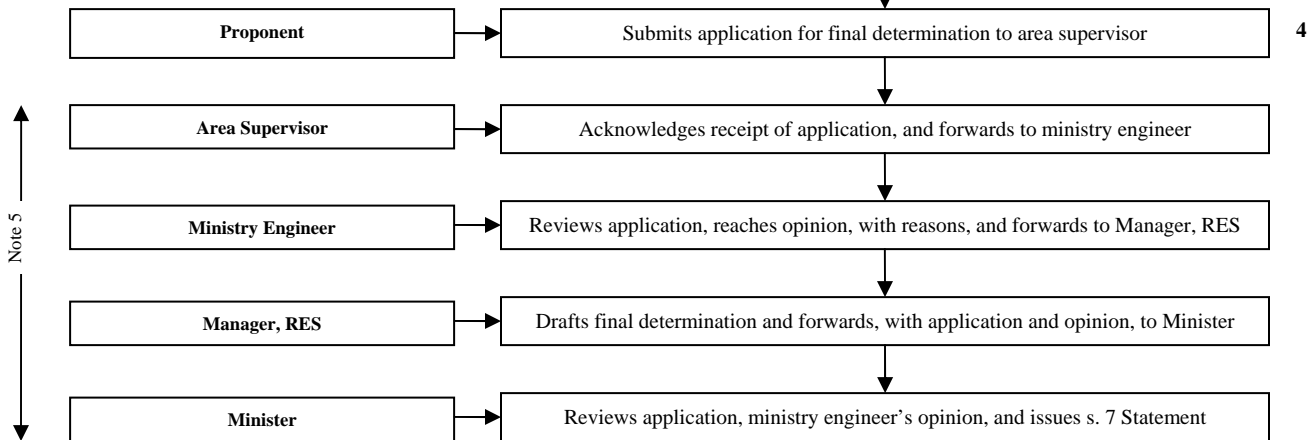 Proponent
Submits application for final determination to area supervisor
4
Area Supervisor
Acknowledges receipt of application, and forwards to ministry engineer
Note 5
Ministry Engineer
Reviews application, reaches opinion, with reasons, and forwards to Manager, RES
Manager, RES
Drafts final determination and forwards, with application and opinion, to Minister
Minister
Reviews application, ministry engineer’s opinion, and issues s. 7 Statement